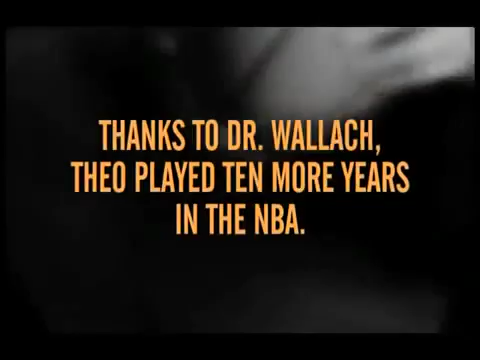 THANKS TO DR. WALLACH,
THEO PLAYED TEN MORE YEARS
IN THE NBA.